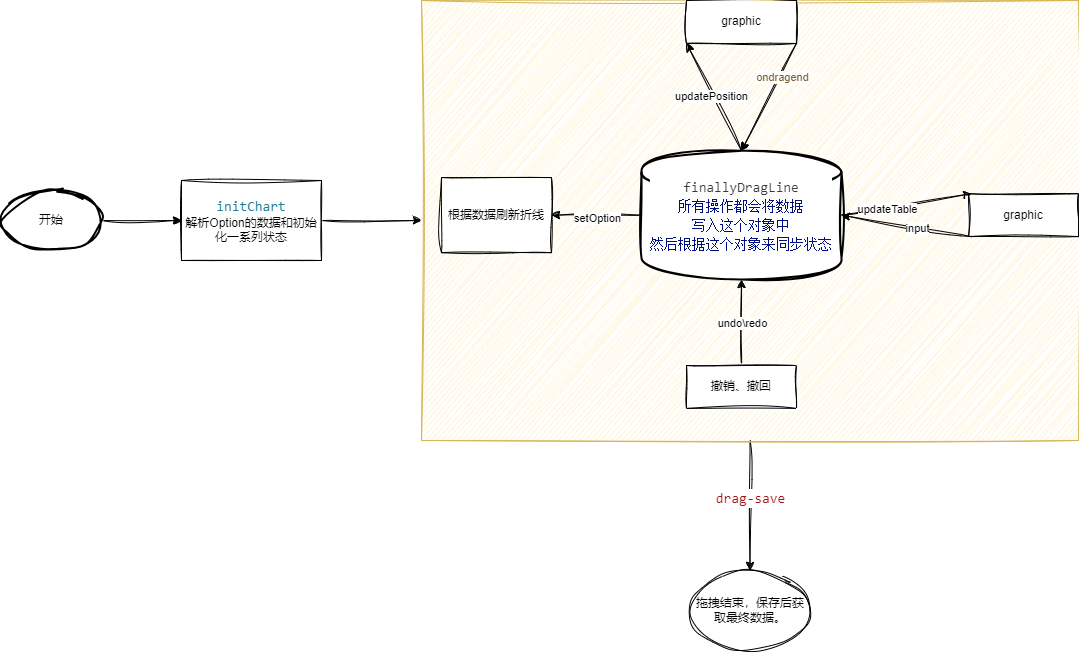 graphic
ondragend
updatePosition
开始
initChart
解析Option的数据和初始
化一系列状态
根据数据刷新折线
setOption
finallyDragLine
所有操作都会将数据
写入这个对象中
然后根据这个对象来同步状态
updateTable
input
graphic
undo\redo
撤销、撤回
drag-save
拖拽结束，保存后获
取最终数据。